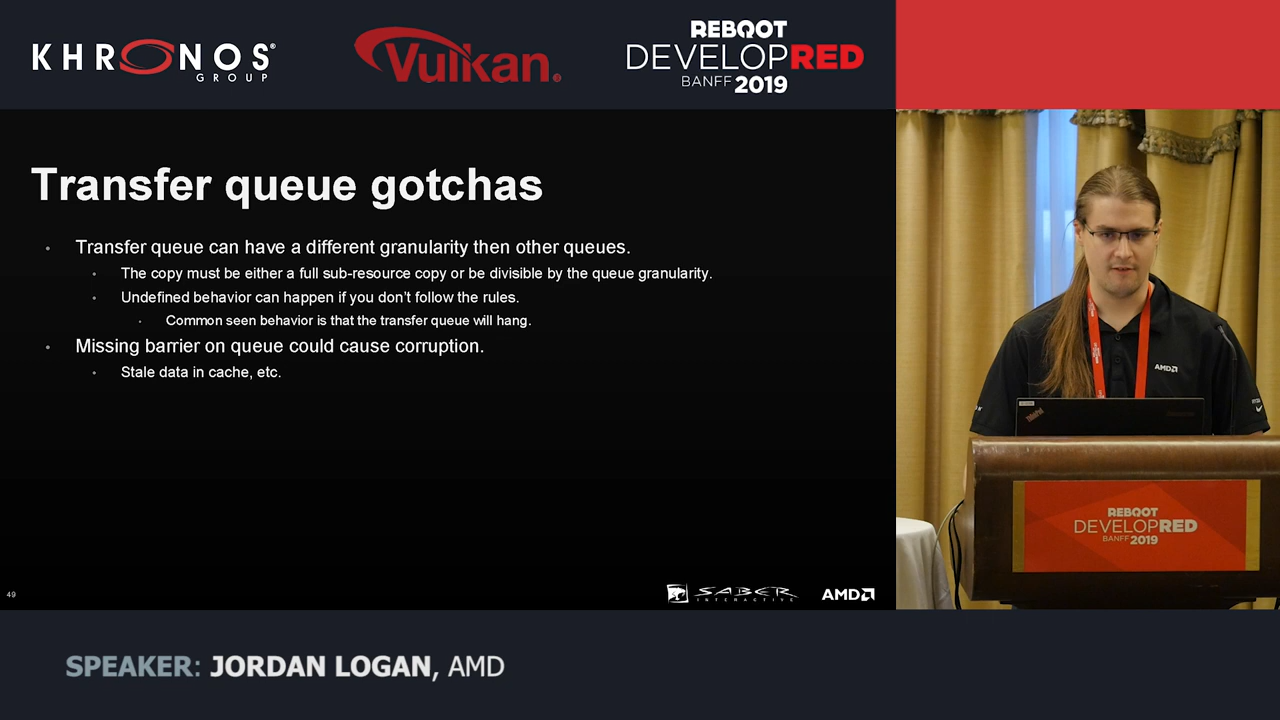 KHRONOS®
GROUP
Vulkan®
REBOOT
DEVELOPRED
BANFF 2019
Transfer queue gotchas
• Transfer queue can have a different granularity then other queues.
• The copy must be either a full sub-resource copy or be divisible by the queue granularity.
• Undefined behavior can happen if you don't follow the rules.
• Common seen behavior is that the transfer queue will hang.
• Missing barrier on queue could cause corruption.
• Stale data in cache, etc.
49
SABER
INTERACTIVE
AMD
AMD
ThinkPad
REBOOT
DEVELOPRED
BANFF 2019
SPEAKER: JORDAN LOGAN, AMD